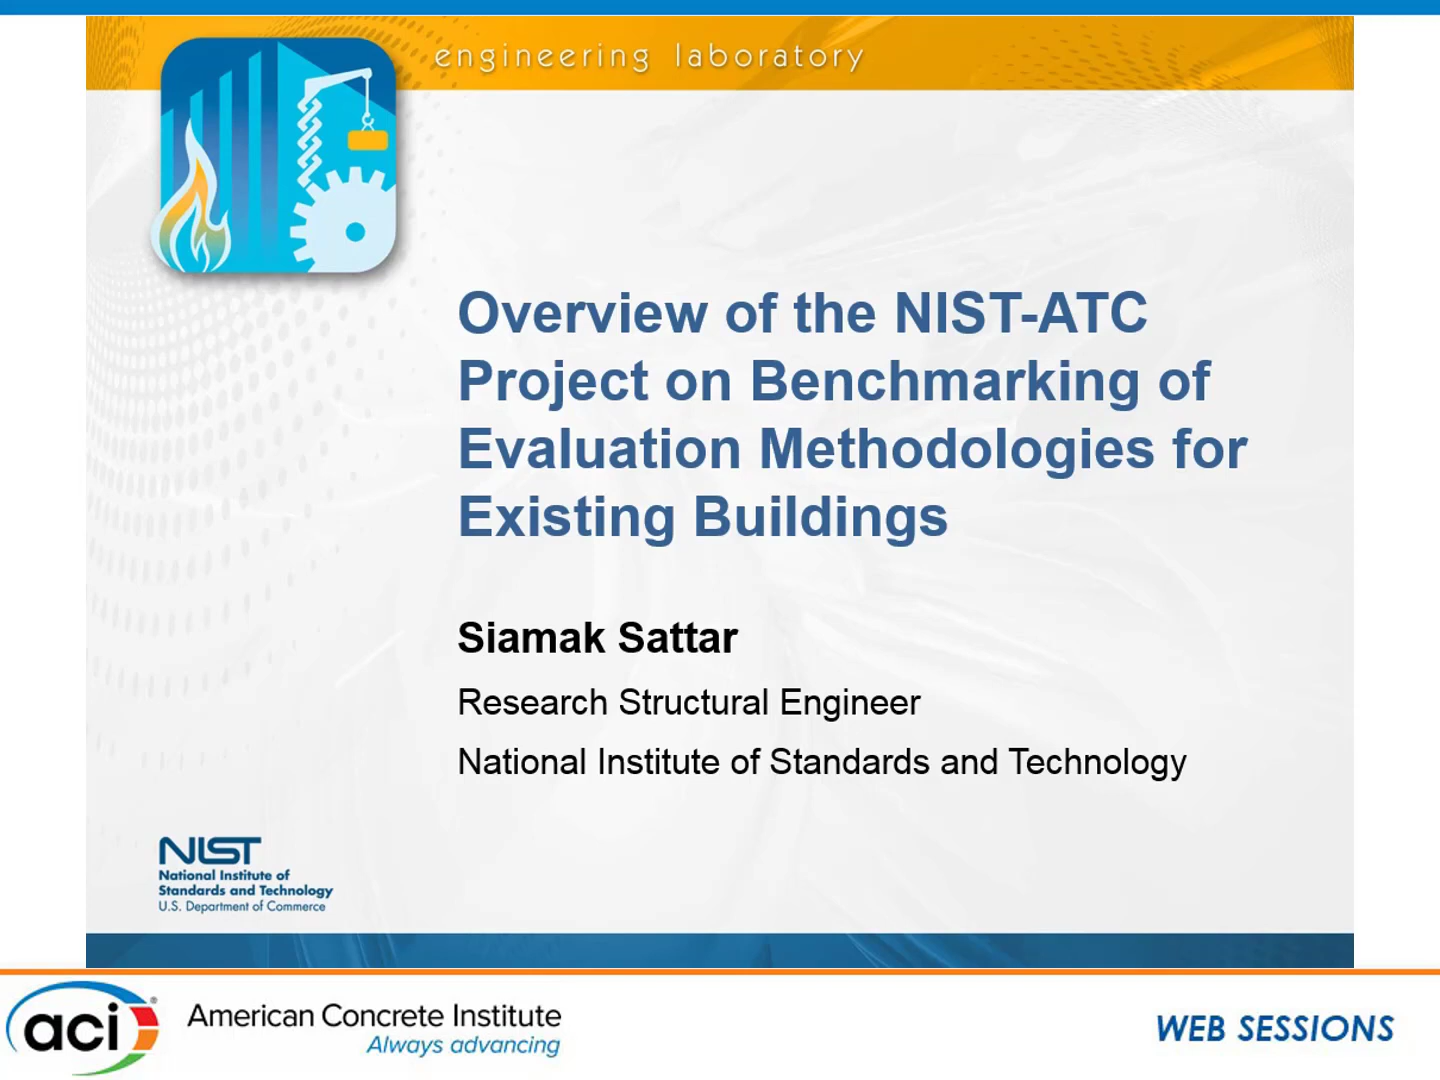 engineering laboratory
Overview of the NIST-ATC
Project on Benchmarking of
Evaluation Methodologies for
Existing Buildings
Siamak Sattar
Research Structural Engineer
National Institute of Standards and Technology
NIST
National Institute of
Standards and Technology
U.S. Department of Commerce
aci®
American Concrete Institute
Always advancing
WEB SESSIONS